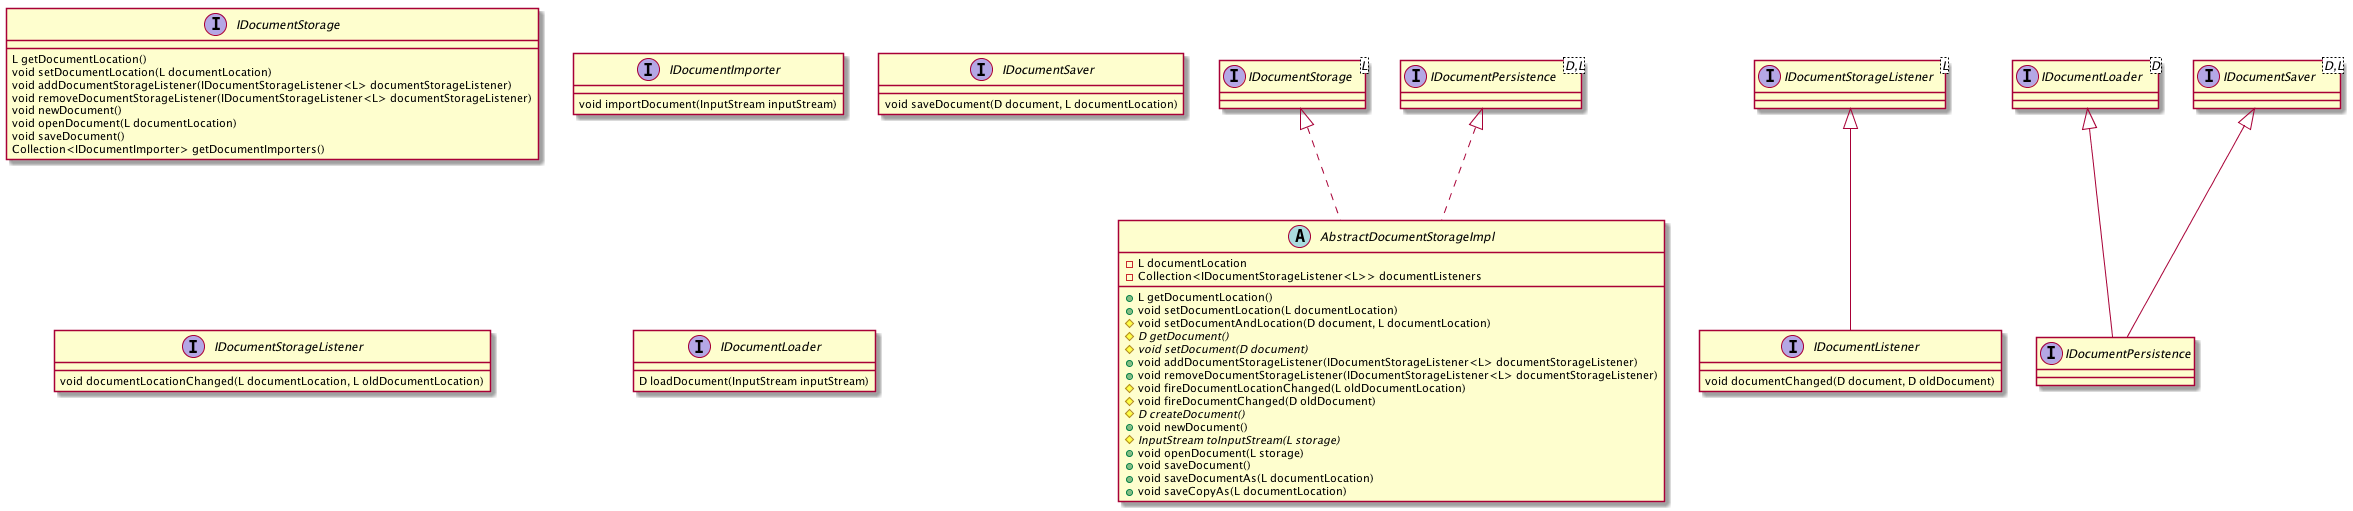 I IDocumentStorage
L getDocumentLocation()
void setDocumentLocation(L documentLocation)
void addDocumentStorageListener(IDocumentStorageListener<L> documentStorageListener)
void removeDocumentStorageListener(IDocumentStorageListener<L> documentStorageListener)
void newDocument()
void openDocument(L documentLocation)
void saveDocument()
Collection<IDocumentImporter> getDocumentImporters()
I IDocumentImporter
void importDocument(InputStream inputStream)
I IDocumentSaver
void saveDocument(D document, L documentLocation)
I IDocumentStorage L
I IDocumentPersistence D,L
I IDocumentStorageListener L
I IDocumentLoader D
I IDocumentSaver D,L
A AbstractDocumentStorageImpl
L documentLocation
Collection<IDocumentStorageListener<L>> documentListeners
L getDocumentLocation()
void setDocumentLocation(L documentLocation)
void setDocumentAndLocation(D document, L documentLocation)
D getDocument()
void setDocument(D document)
void addDocumentStorageListener(IDocumentStorageListener<L> documentStorageListener)
void removeDocumentStorageListener(IDocumentStorageListener<L> documentStorageListener)
void fireDocumentLocationChanged(L oldDocumentLocation)
void fireDocumentChanged(D oldDocument)
D createDocument()
void newDocument()
InputStream toInputStream(L storage)
void openDocument(L storage)
void saveDocument()
void saveDocumentAs(L documentLocation)
void saveCopyAs(L documentLocation)
I IDocumentStorageListener
void documentLocationChanged(L documentLocation, L oldDocumentLocation)
I IDocumentLoader
D loadDocument(InputStream inputStream)
I IDocumentListener
void documentChanged(D document, D oldDocument)
I IDocumentPersistence